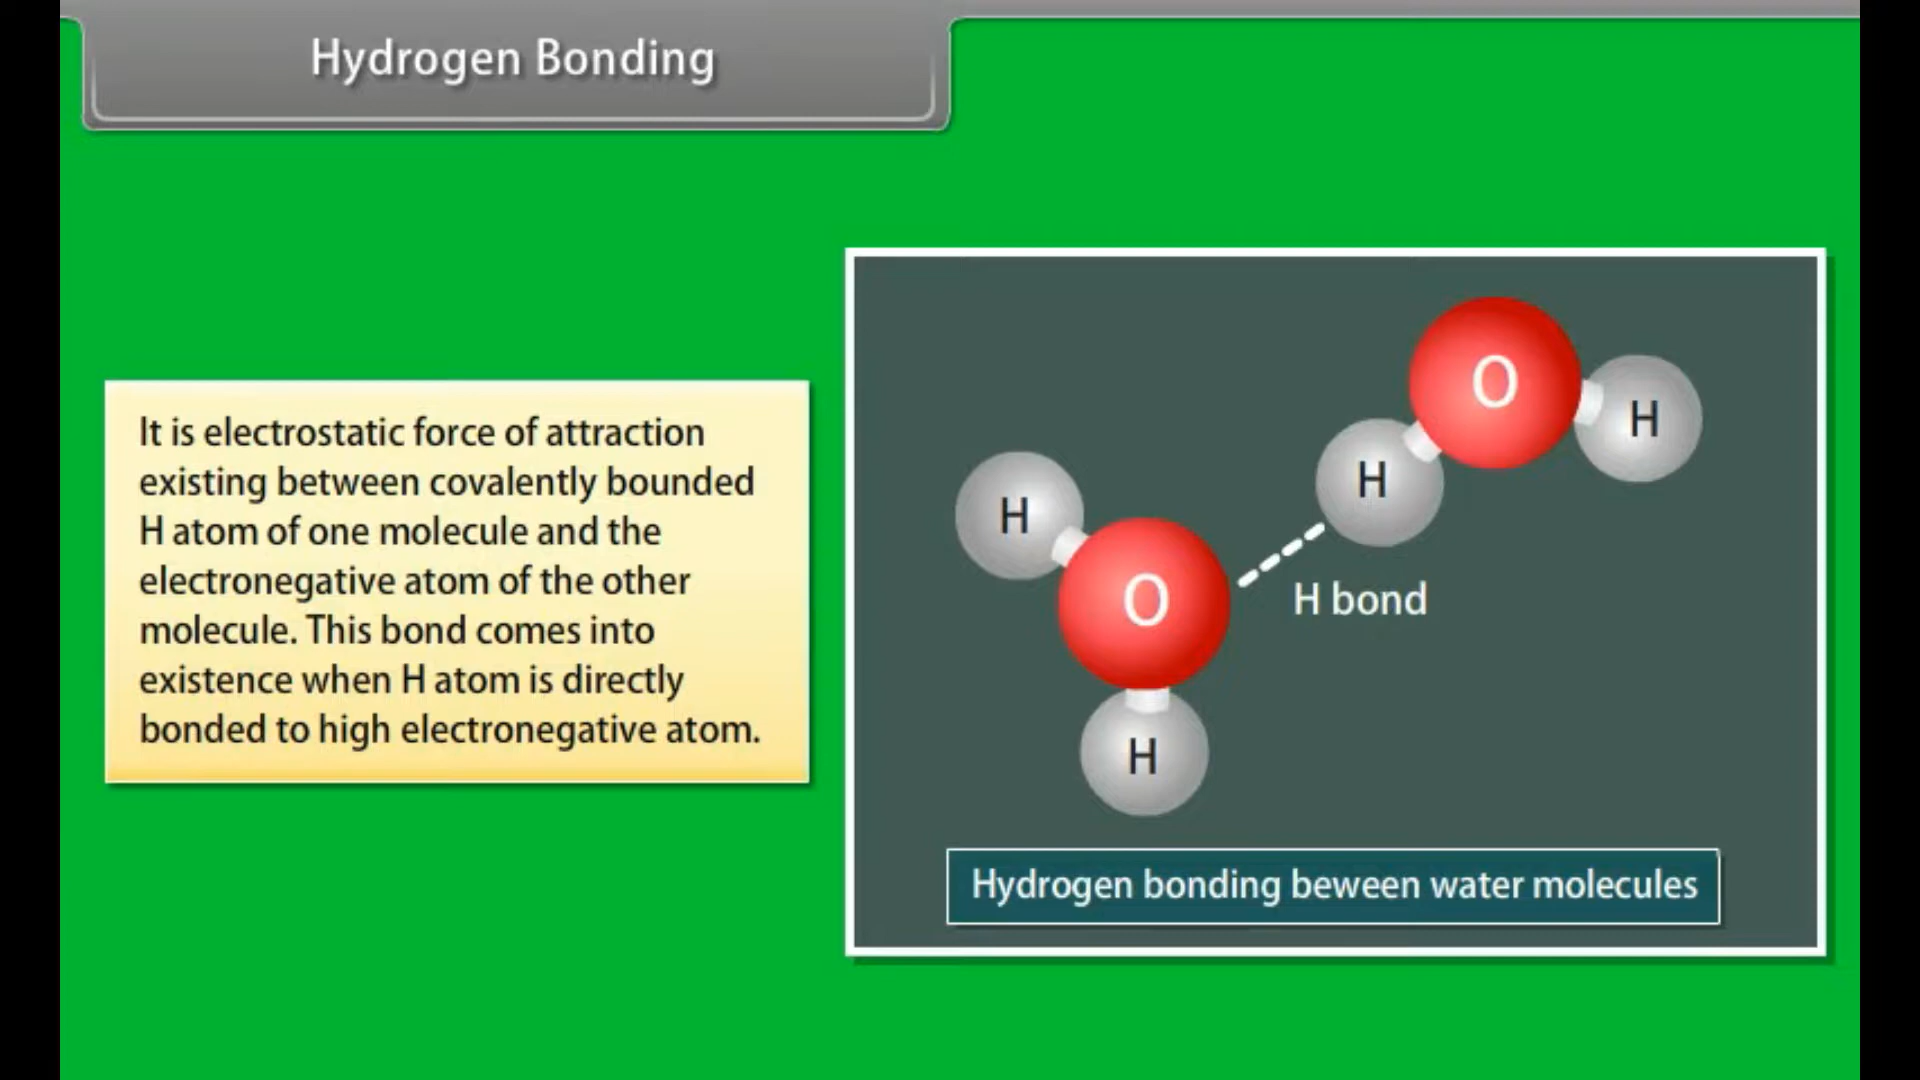 Hydrogen Bonding
It is electrostatic force of attraction
existing between covalently bounded
H atom of one molecule and the
electronegative atom of the other
molecule. This bond comes into
existence when H atom is directly
bonded to high electronegative atom.
O
H
H
H
O
H bond
H
Hydrogen bonding beween water molecules